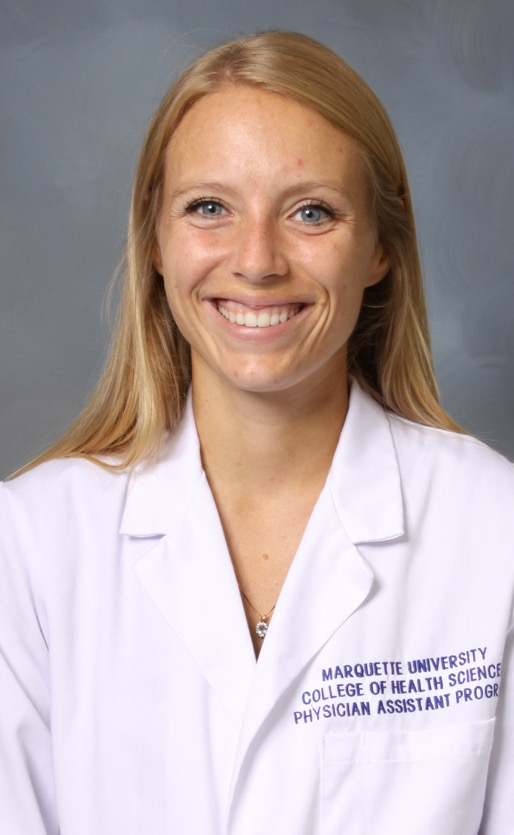 MARQUETTE UNIVERSITY
COLLEGE OF HEALTH SCIENCE
PHYSICIAN ASSISTANT PROGR